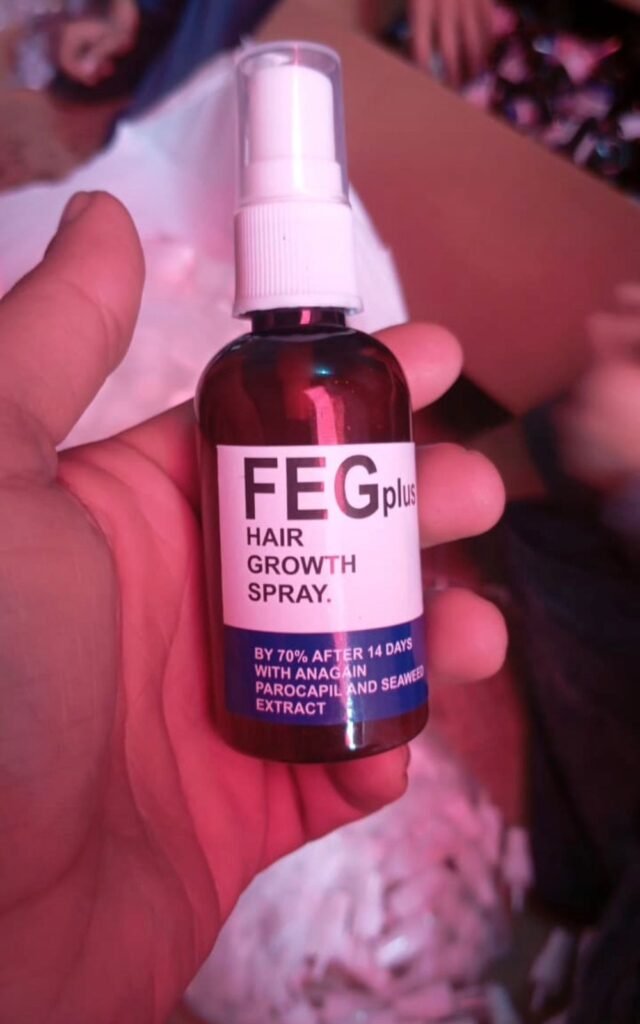 FEGplus
HAIR
GROWTH
SPRAY.
BY 70% AFTER 14 DAYS
WITH ANAGAIN
PAROCAPIL AND SEAWEED
EXTRACT